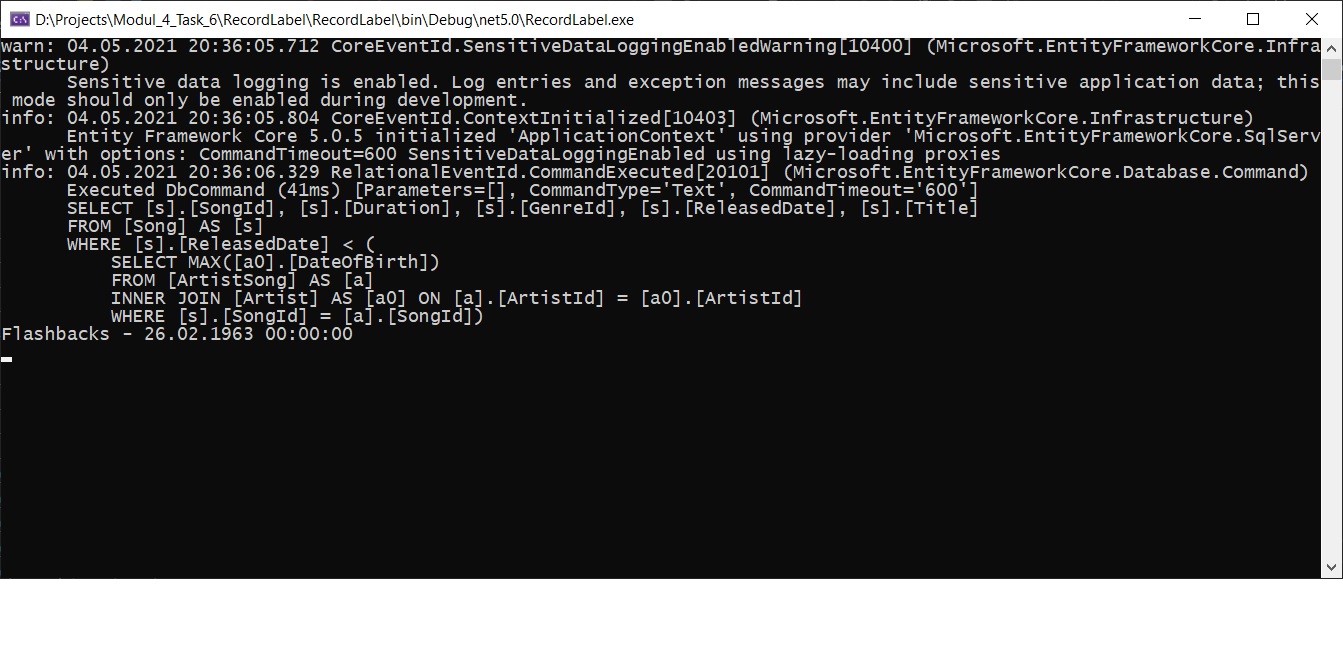 D:\Projects\Modul_4_Task_6\RecordLabel\RecordLabel\bin\Debug\net5.0\RecordLabel.exe
warn: 04.05.2021 20:36:05.712 CoreEventId.SensitiveDataLoggingEnabledWarning[10400] (Microsoft.EntityFrameworkCore.Infra
structure)
      Sensitive data logging is enabled. Log entries and exception messages may include sensitive application data; this
 mode should only be enabled during development.
info: 04.05.2021 20:36:05.804 CoreEventId.ContextInitialized[10403] (Microsoft.EntityFrameworkCore.Infrastructure)
      Entity Framework Core 5.0.5 initialized 'ApplicationContext' using provider 'Microsoft.EntityFrameworkCore.SqlServ
er' with options: CommandTimeout=600 SensitiveDataLoggingEnabled using lazy-loading proxies
info: 04.05.2021 20:36:06.329 RelationalEventId.CommandExecuted[20101] (Microsoft.EntityFrameworkCore.Database.Command)
      Executed DbCommand (41ms) [Parameters=[], CommandType='Text', CommandTimeout='600']
      SELECT [s].[SongId], [s].[Duration], [s].[GenreId], [s].[ReleasedDate], [s].[Title]
      FROM [Song] AS [s]
      WHERE [s].[ReleasedDate] < (
          SELECT MAX([a0].[DateOfBirth])
          FROM [ArtistSong] AS [a]
          INNER JOIN [Artist] AS [a0] ON [a].[ArtistId] = [a0].[ArtistId]
          WHERE [s].[SongId] = [a].[SongId])
Flashbacks - 26.02.1963 00:00:00